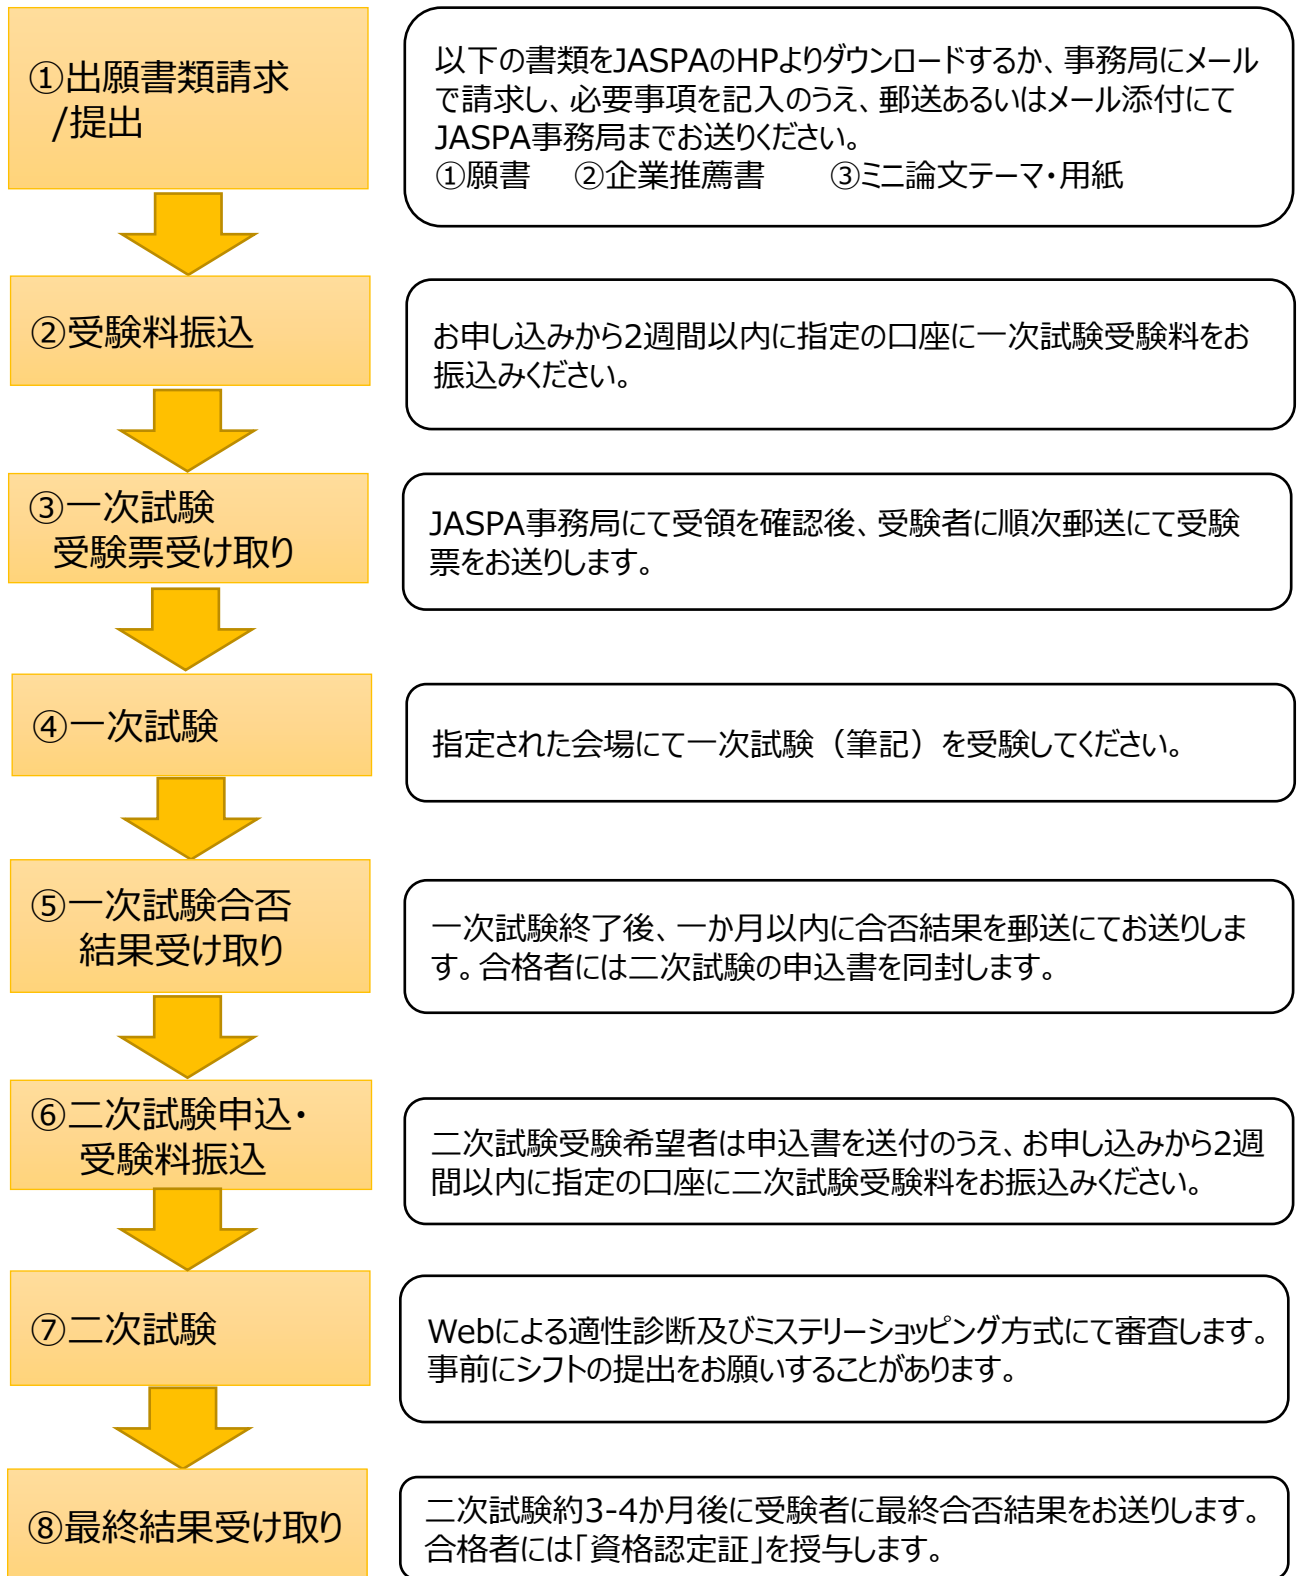 ①出願書類請求
/提出
以下の書類をJASPAのHPよりダウンロードするか、事務局にメール
で請求し、必要事項を記入のうえ、郵送あるいはメール添付にて
JASPA事務局までお送りください。
①願書 ②企業推薦書 ③ミニ論文テーマ・用紙
②受験料振込
お申し込みから2週間以内に指定の口座に一次試験受験料をお
振込みください。
③一次試験
受験票受け取り
JASPA事務局にて受領を確認後、受験者に順次郵送にて受験
票をお送りします。
④一次試験
指定された会場にて一次試験（筆記）を受験してください。
⑤一次試験合否
結果受け取り
一次試験終了後、一か月以内に合否結果を郵送にてお送りしま
す。合格者には二次試験の申込書を同封します。
⑥二次試験申込・
受験料振込
二次試験受験希望者は申込書を送付のうえ、お申し込みから2週
間以内に指定の口座に二次試験受験料をお振込みください。
⑦二次試験
Webによる適性診断及びミステリーショッピング方式にて審査します。
事前にシフトの提出をお願いすることがあります。
⑧最終結果受け取り
二次試験約3-4か月後に受験者に最終合否結果をお送りします。
合格者には「資格認定証」を授与します。